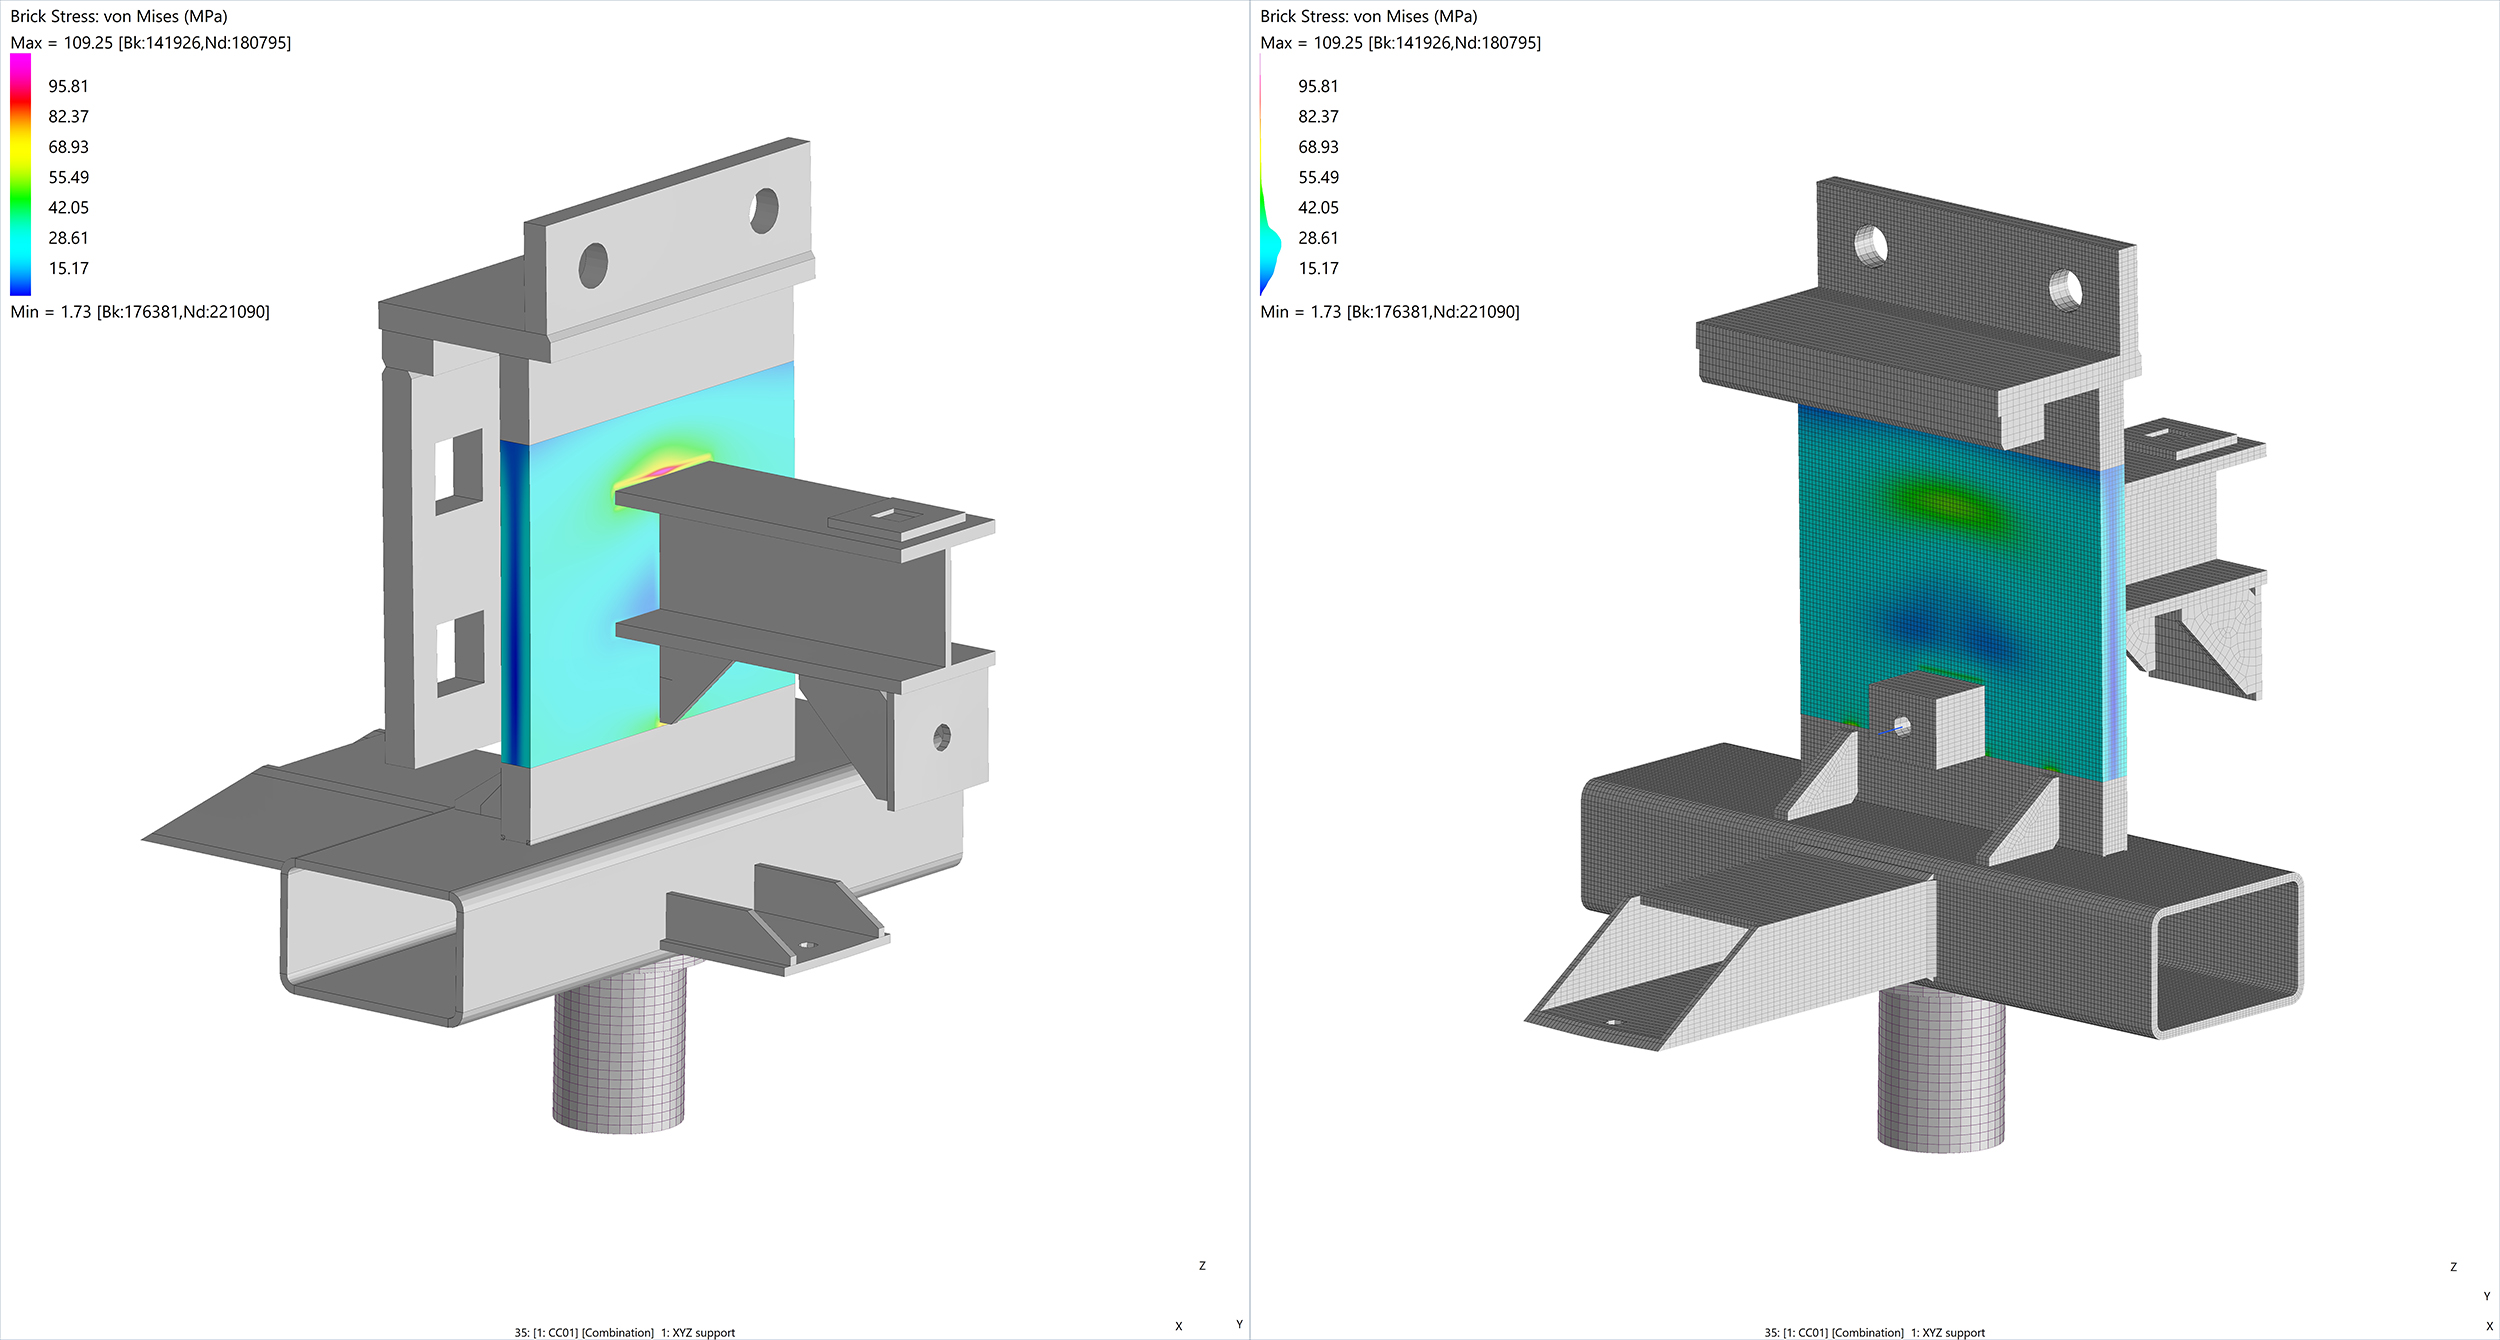 Brick Stress: von Mises (MPa)
Max = 109.25 [Bk:141926,Nd:180795]
95.81
82.37
68.93
55.49
42.05
28.61
15.17
Min = 1.73 [Bk:176381,Nd:221090]
Z
X
Y
35: [1: CC01] [Combination] 1: XYZ support
Brick Stress: von Mises (MPa)
Max = 109.25 [Bk:141926,Nd:180795]
95.81
82.37
68.93
55.49
42.05
28.61
15.17
Min = 1.73 [Bk:176381,Nd:221090]
Z
Y
X
35: [1: CC01] [Combination] 1: XYZ support